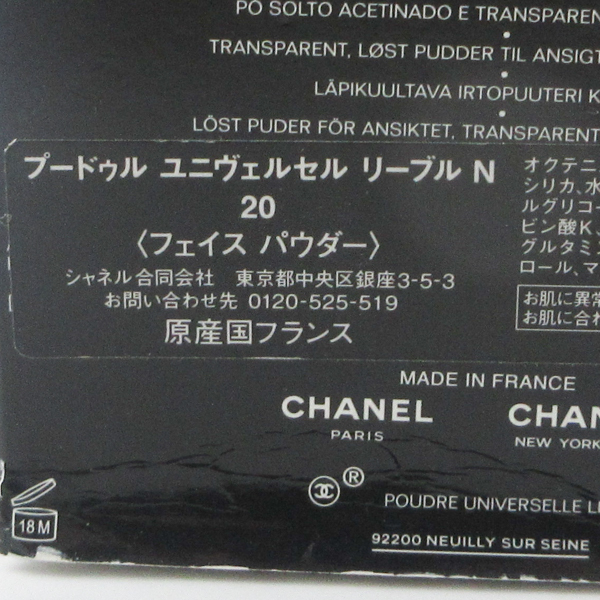 PÓ SOLTO ACETINADO E TRANSPAREN
TRANSPARENT, LØST PUDDER TIL ANSIGT
LÄPIKUULTAVA IRTOPUUTERI K
LÖST PUDER FÖR ANSIKTET, TRANSPARENT
プードゥル ユニヴェルセル リーブル N
20
〈フェイス パウダー〉
シャネル合同会社 東京都中央区銀座3-5-3
お問い合わせ先 0120-525-519
原産国フランス
オクテニ
シリカ、水
ルグリコー
ビン酸K、
グルタミ
ロール、マ
お肌に異常
お肌に合わ
MADE IN FRANCE
CHANEL CHAN
PARIS NEW YORK
®
POUDRE UNIVERSELLE LI
18 M
92200 NEUILLY SUR SEINE